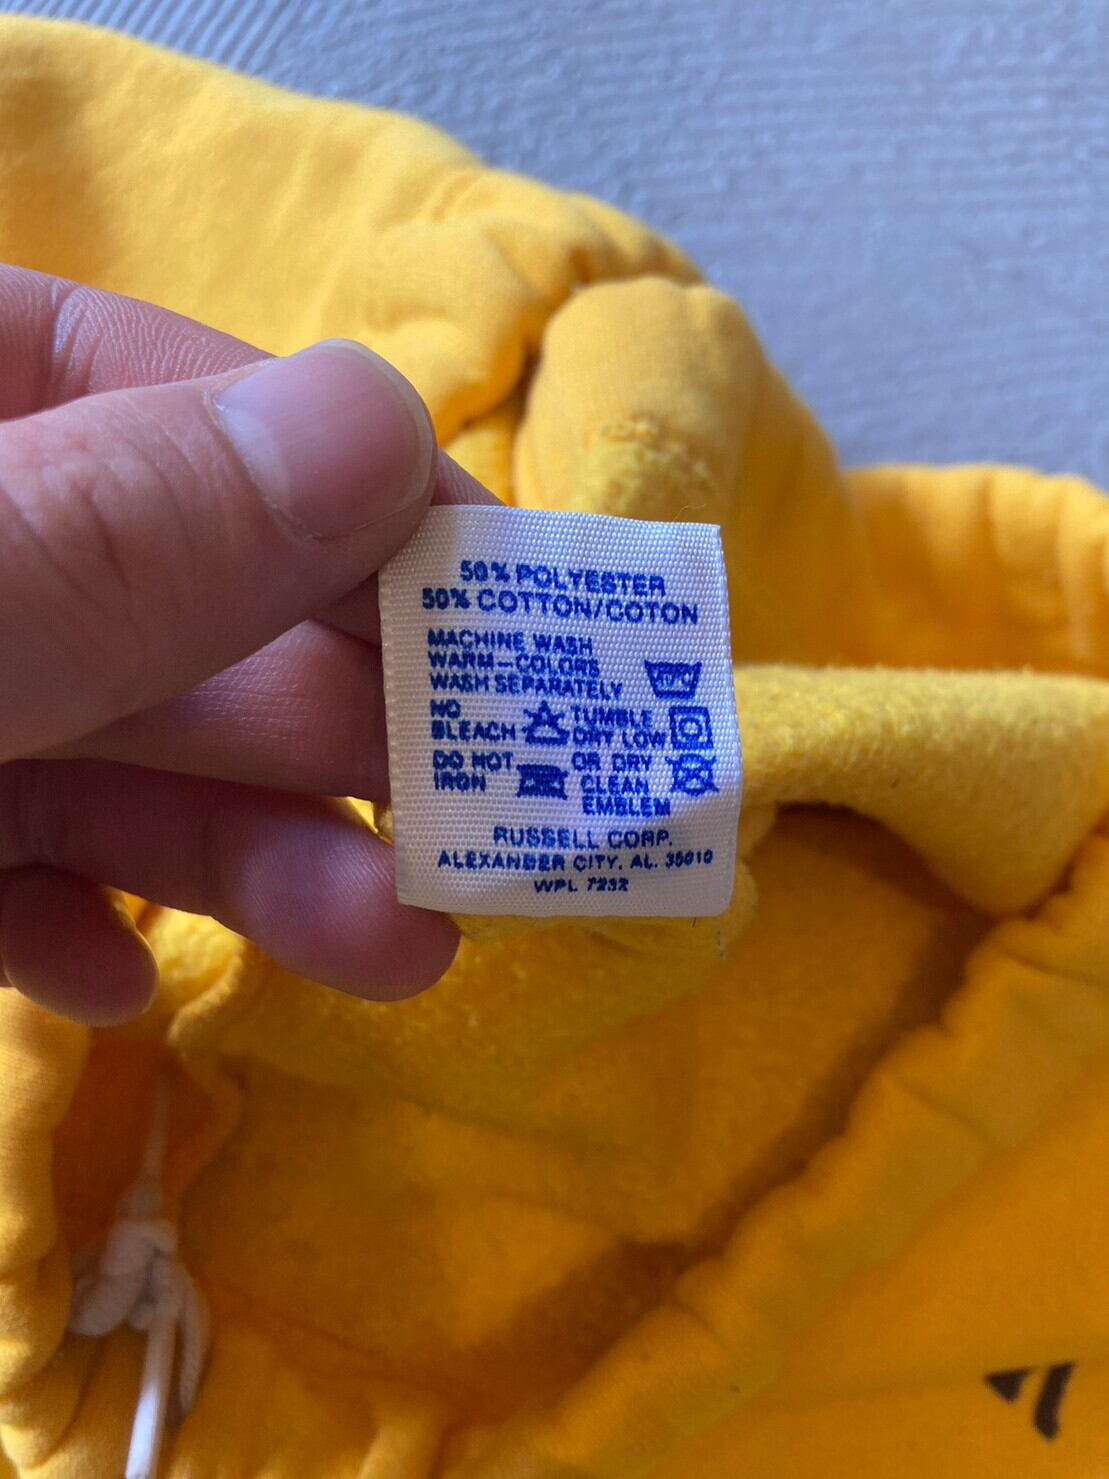 50% POLYESTER
50% COTTON/COTON
MACHINE WASH
WARM-COLORS
WASH SEPARATELY
NO
BLEACH
TUMBLE
DRY LOW
DO NOT
IRON
OR DRY
CLEAN
EMBLEM
RUSSELL CORP.
ALEXANDER CITY, AL. 35010
WPL 7232